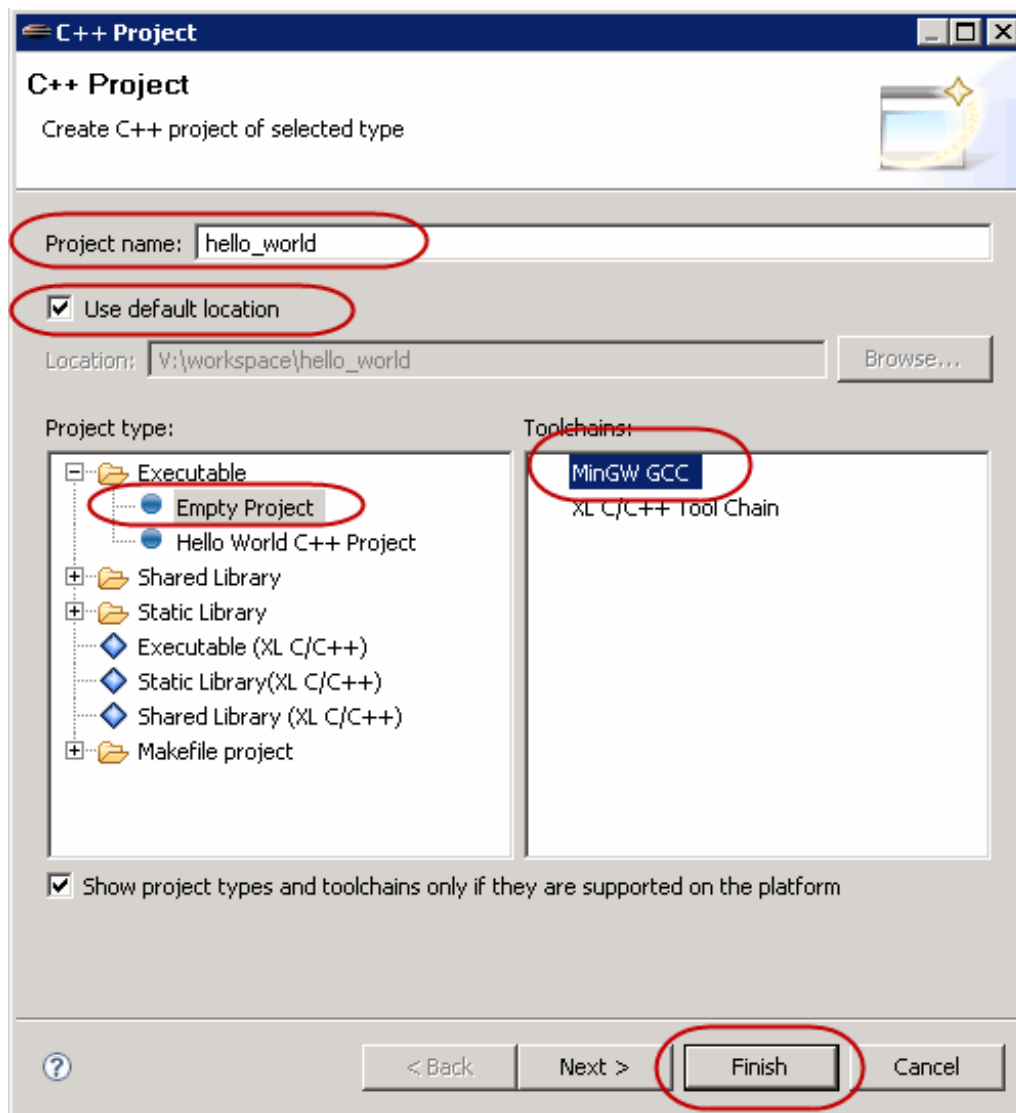 C++ Project
C++ Project
Create C++ project of selected type
Project name: hello_world
Use default location
Location: V:\workspace\hello_world Browse...
Project type: Toolchains:
Executable
Empty Project
Hello World C++ Project
Shared Library
Static Library
Executable (XL C/C++)
Static Library(XL C/C++)
Shared Library (XL C/C++)
Makefile project
MinGW GCC
XL C/C++ Tool Chain
Show project types and toolchains only if they are supported on the platform
? < Back Next > Finish Cancel